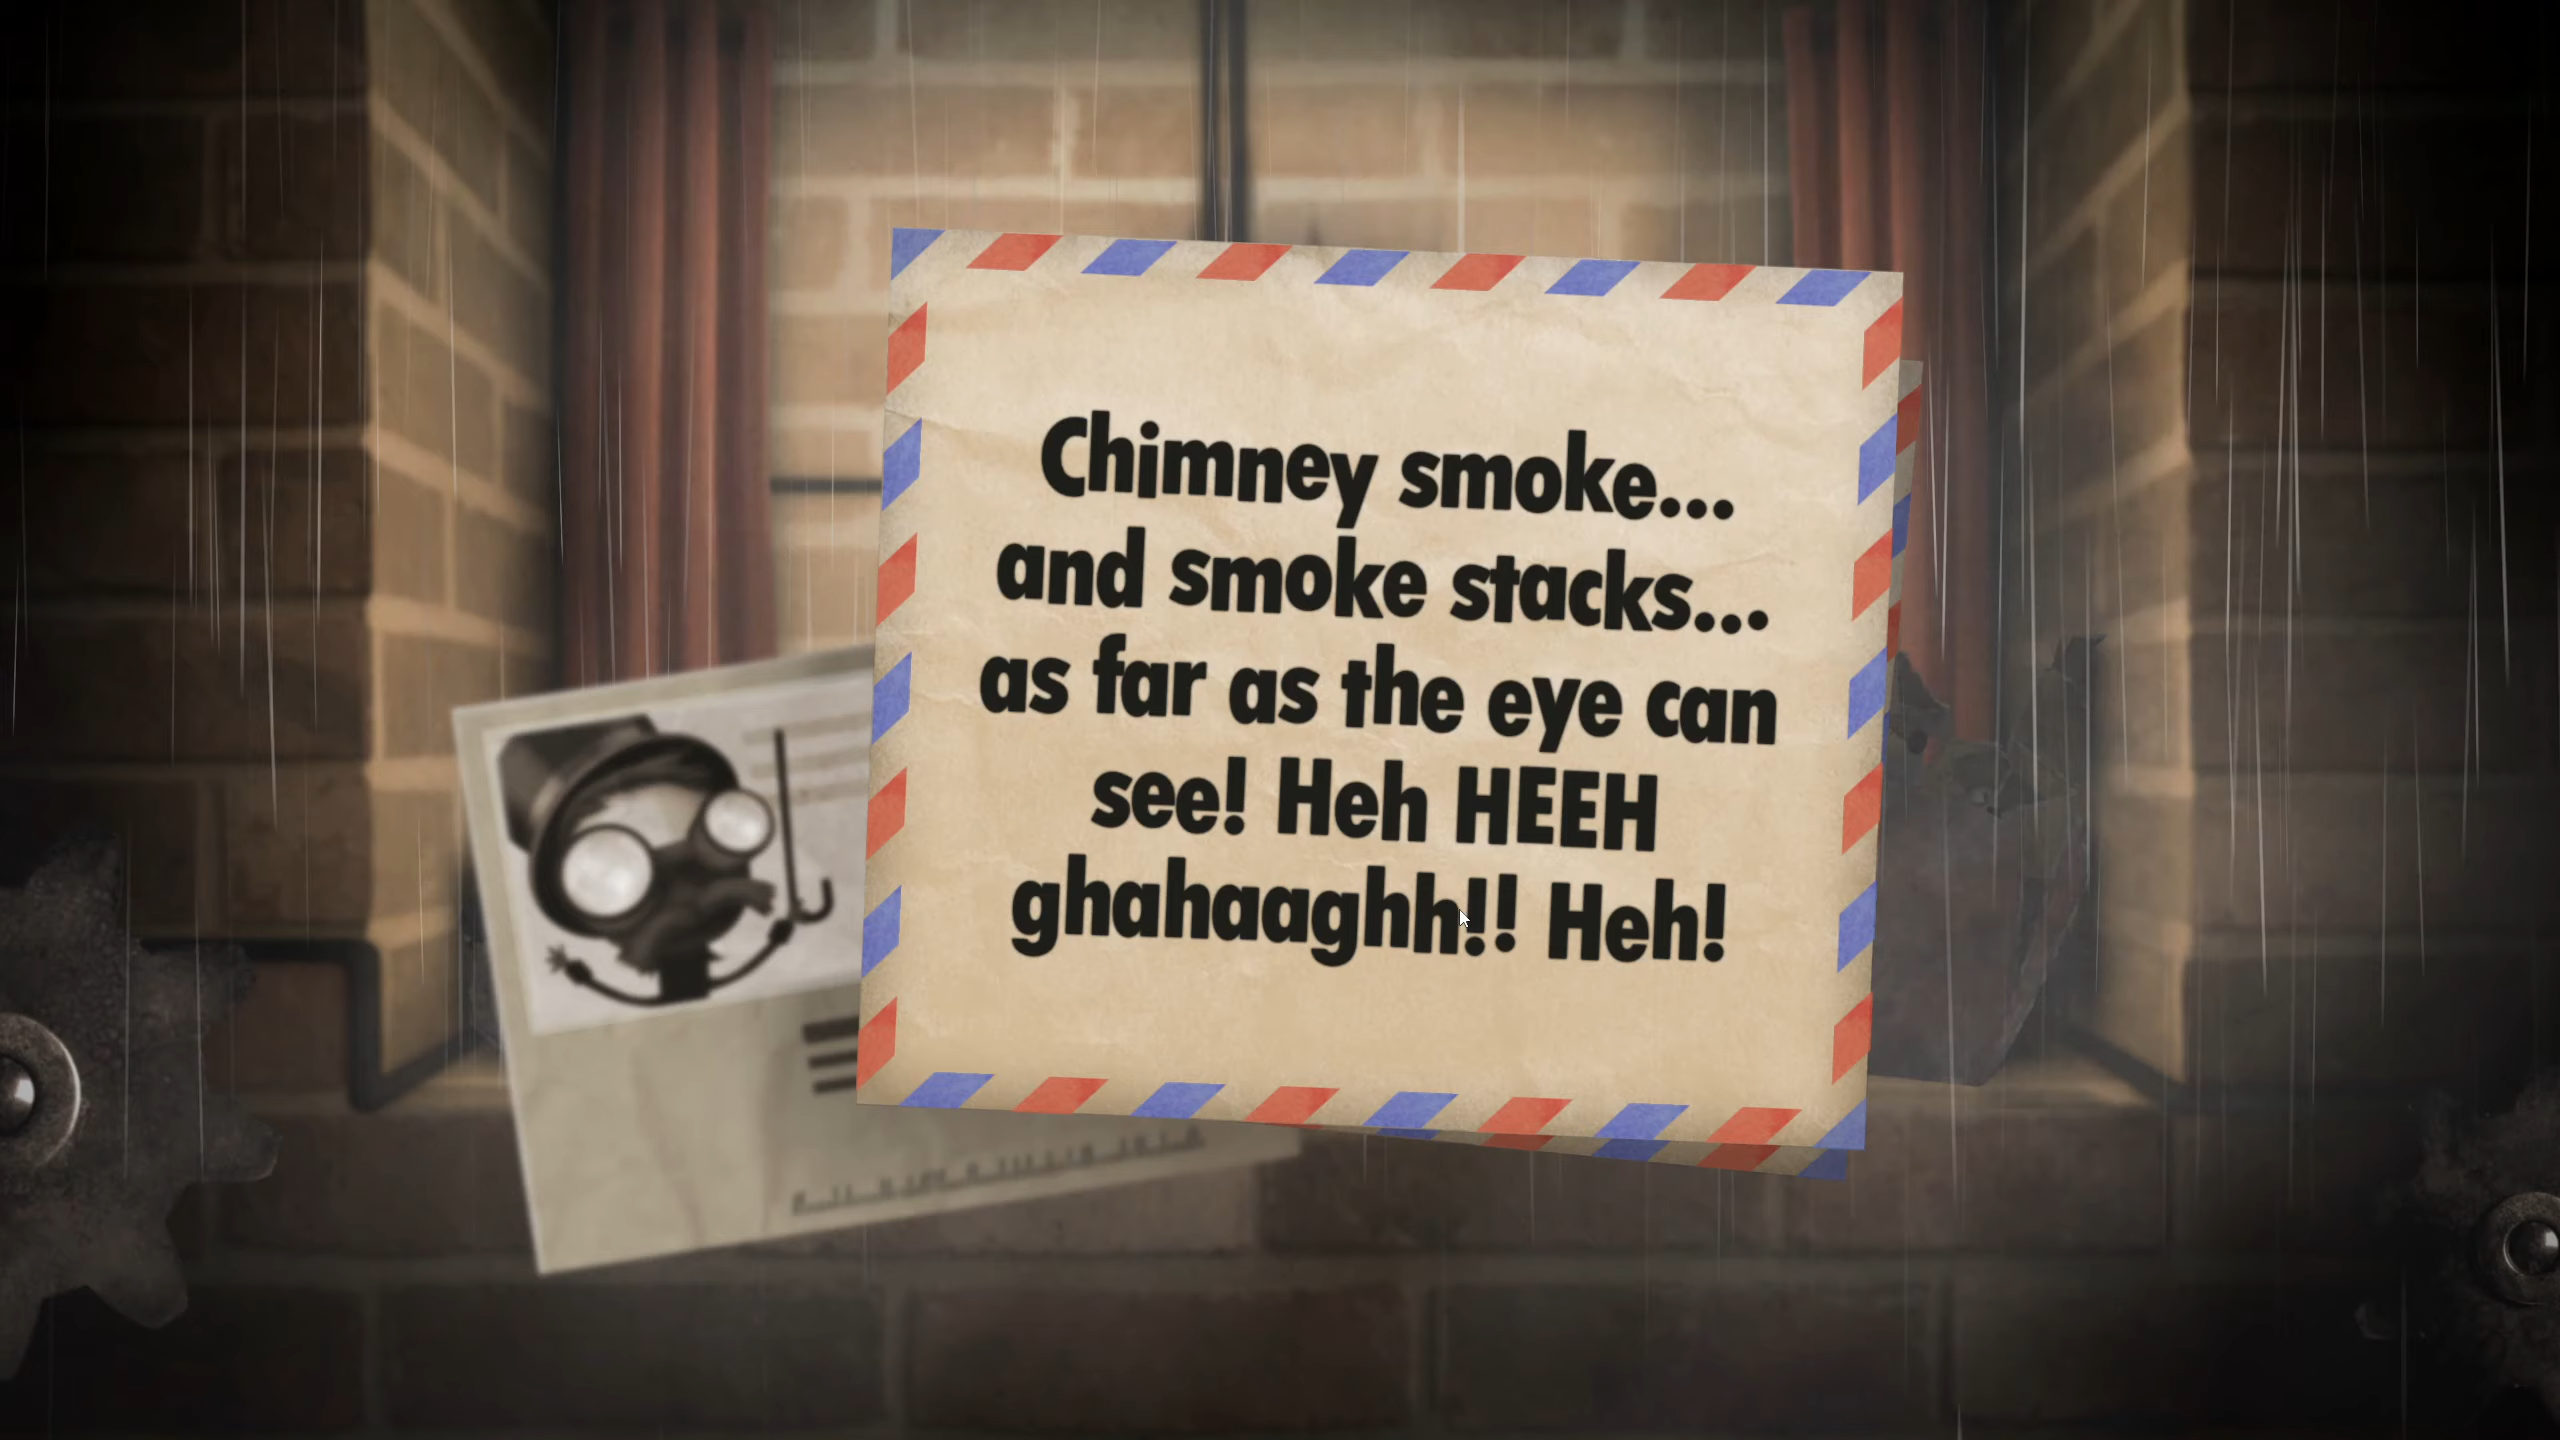 Chimney smoke...
and smoke stacks...
as far as the eye can
see! Heh HEEH
ghahaaghh!! Heh!